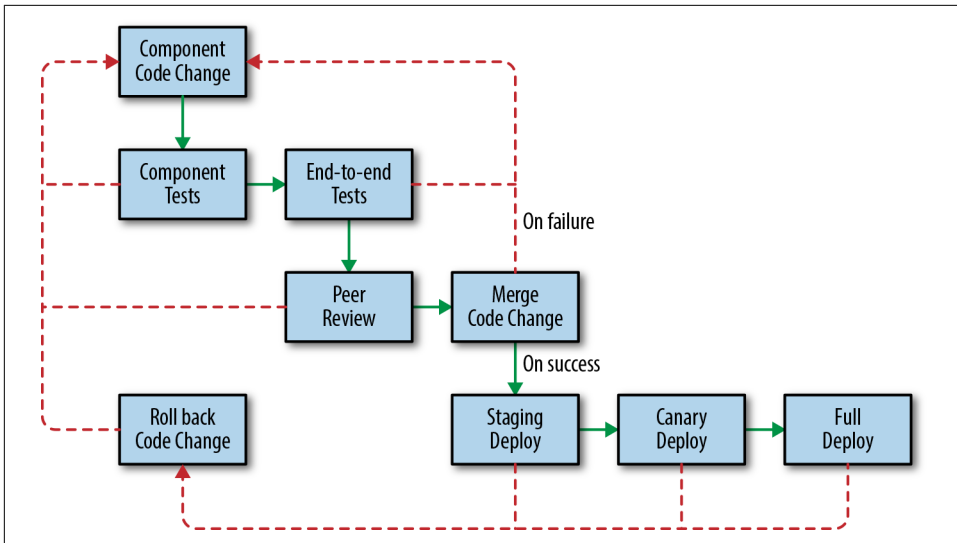 Component
Code Change
Component
Tests
End-to-end
Tests
On failure
Peer
Review
Merge
Code Change
On success
Roll back
Code Change
Staging
Deploy
Canary
Deploy
Full
Deploy